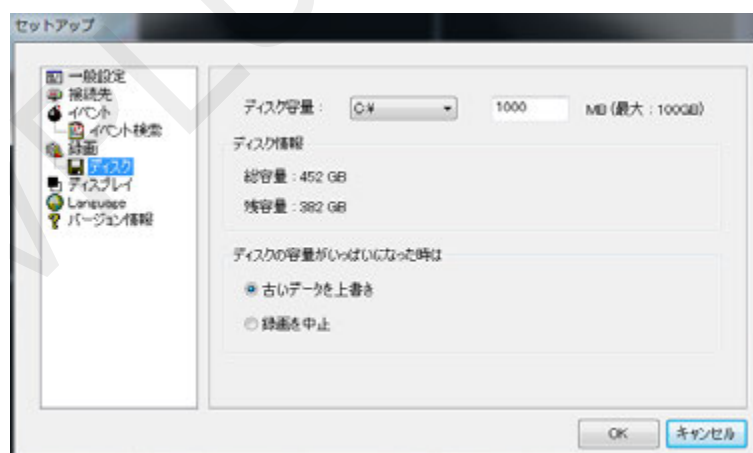 セットアップ
一般設定
接続先
イベント
イベント検索
録画
ディスク
ディスプレイ
Language
バージョン情報
ディスク容量： C:¥ 1000 MB (最大：100GB)
ディスク情報
総容量：452 GB
残容量：382 GB
ディスクの容量がいっぱいになった時は
古いデータを上書き
録画を中止
OK キャンセル